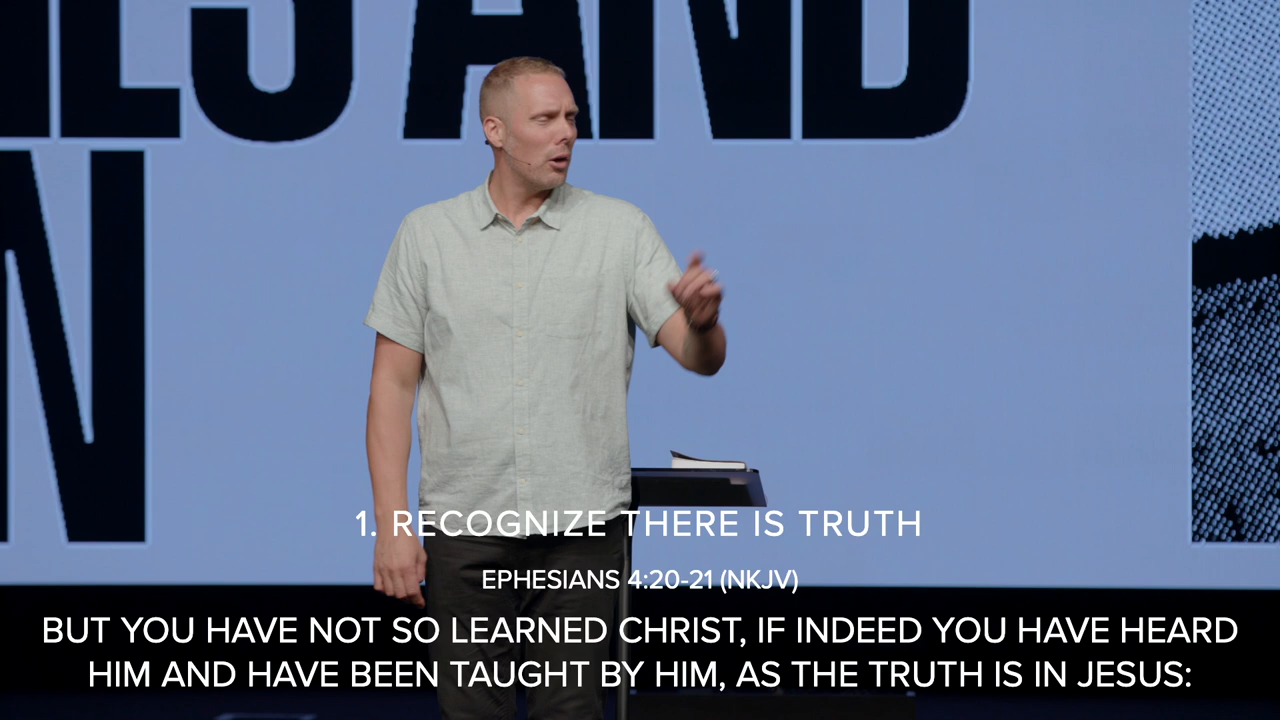 AND
N
1. RECOGNIZE THERE IS TRUTH
EPHESIANS 4:20-21 (NKJV)
BUT YOU HAVE NOT SO LEARNED CHRIST, IF INDEED YOU HAVE HEARD
HIM AND HAVE BEEN TAUGHT BY HIM, AS THE TRUTH IS IN JESUS: